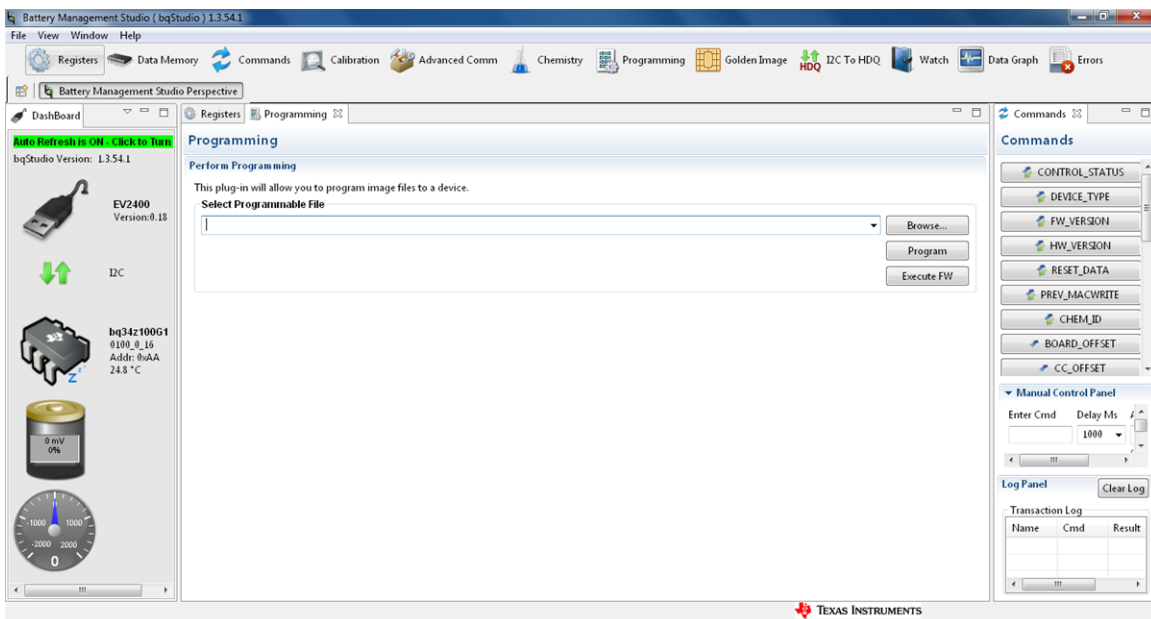 Battery Management Studio ( bqStudio ) 1.3.54.1
File View Window Help
Registers Data Memory Commands Calibration Advanced Comm Chemistry Programming Golden Image HDQ I2C To HDQ Watch Data Graph Errors
Battery Management Studio Perspective
DashBoard
Auto Refresh is ON - Click to Turn
bqStudio Version: 1.3.54.1
EV2400
Version:0.18
I2C
bq34z100G1
0100_0_16
Addr: 0xAA
24.8 °C
Z z
0 mV
0%
-1000 1000
-2000 2000
0
Registers Programming
Programming
Perform Programming
This plug-in will allow you to program image files to a device.
Select Programmable File
Browse...
Program
Execute FW
Commands
Commands
CONTROL_STATUS
DEVICE_TYPE
FW_VERSION
HW_VERSION
RESET_DATA
PREV_MACWRITE
CHEM_ID
BOARD_OFFSET
CC_OFFSET
Manual Control Panel
Enter Cmd Delay Ms
1000
Log Panel Clear Log
Transaction Log
Name Cmd Result
TEXAS INSTRUMENTS